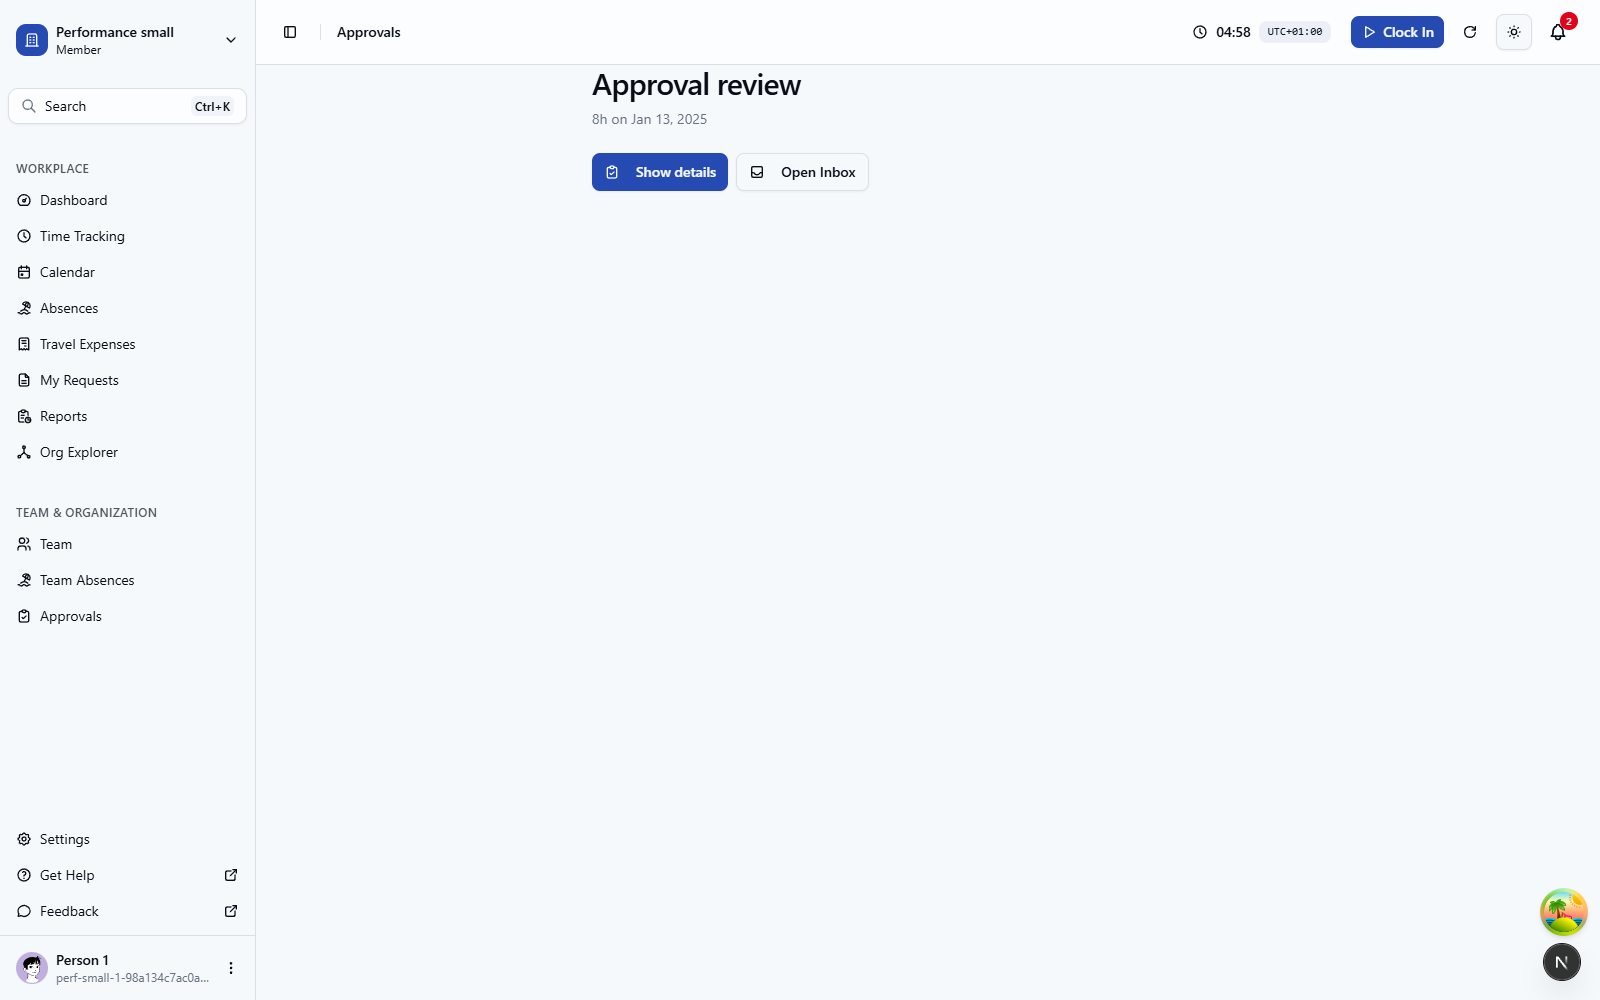 Performance small
Member
Search
Ctrl+K
WORKPLACE
Dashboard
Time Tracking
Calendar
Absences
Travel Expenses
My Requests
Reports
Org Explorer
TEAM & ORGANIZATION
Team
Team Absences
Approvals
Settings
Get Help
Feedback
Person 1
perf-small-1-98a134c7ac0a...
Approvals
04:58
UTC+01:00
Clock In
2
Approval review
8h on Jan 13, 2025
Show details
Open Inbox
N